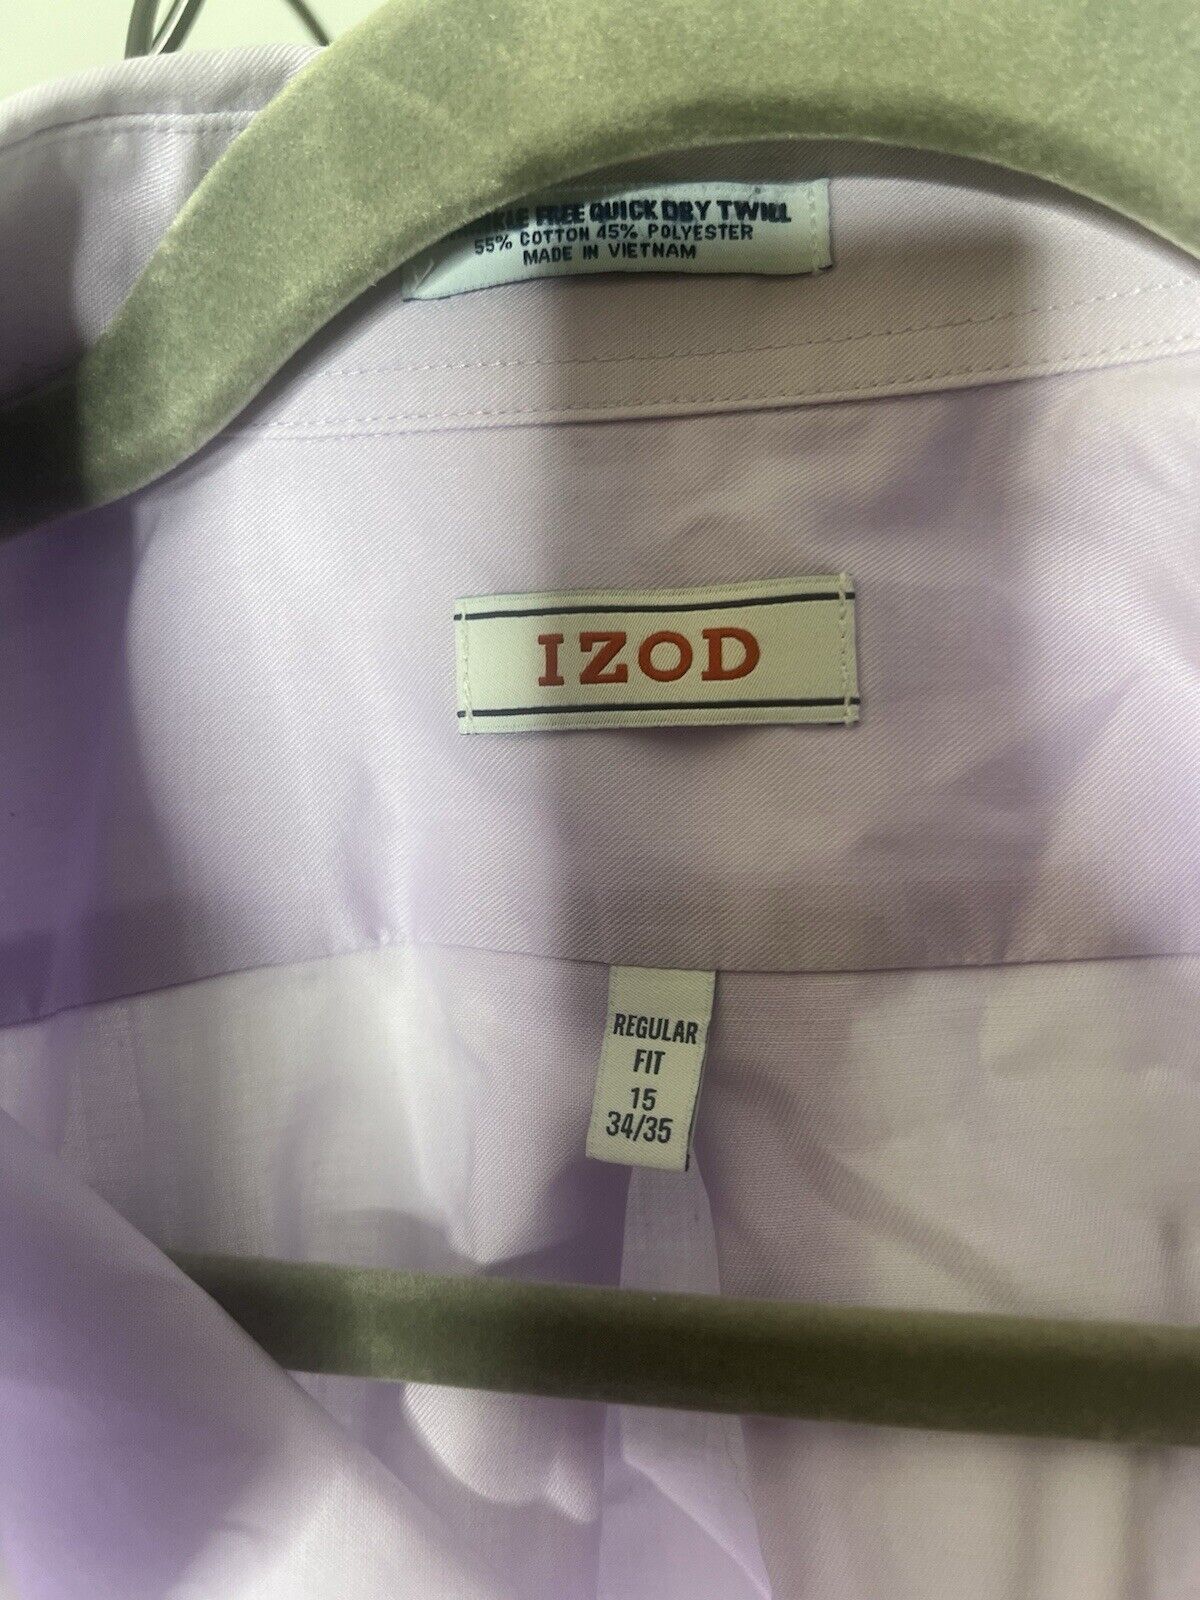 FREE QUICK DRY TWILL
55% COTTON 45% POLYESTER
MADE IN VIETNAM
IZOD
REGULAR
FIT
15
34/35